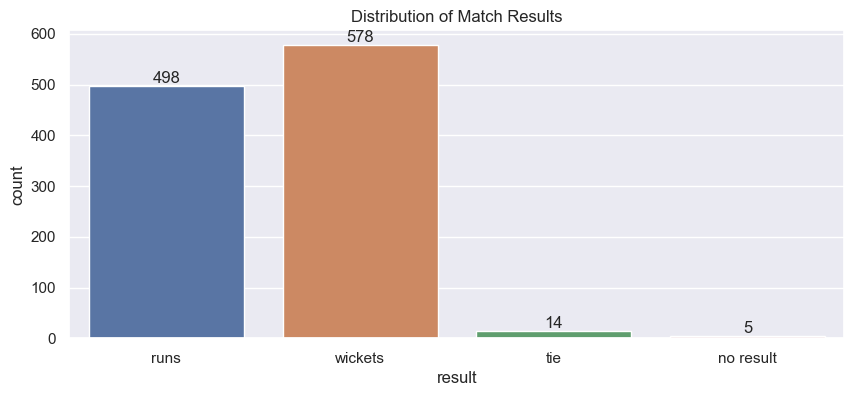 Distribution of Match Results
600
500
400
300
200
100
0
count
498
578
14
5
runs
wickets
tie
no result
result